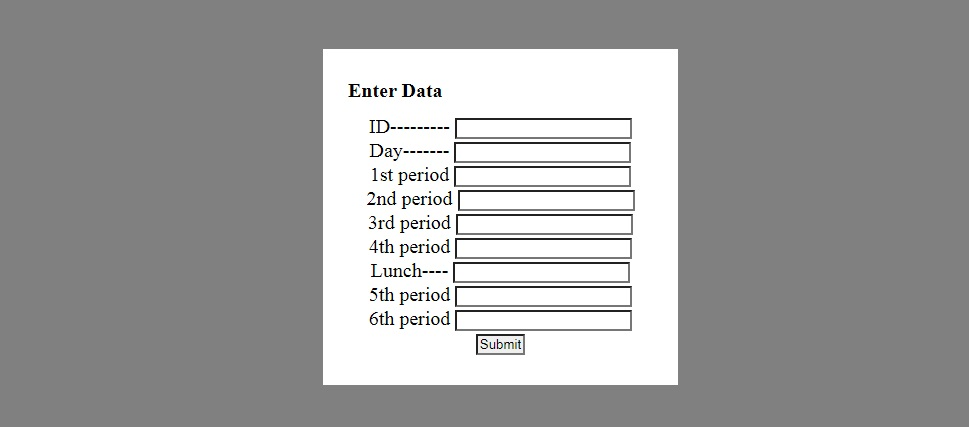 Enter Data
ID---------
Day-------
1st period
2nd period
3rd period
4th period
Lunch----
5th period
6th period
Submit